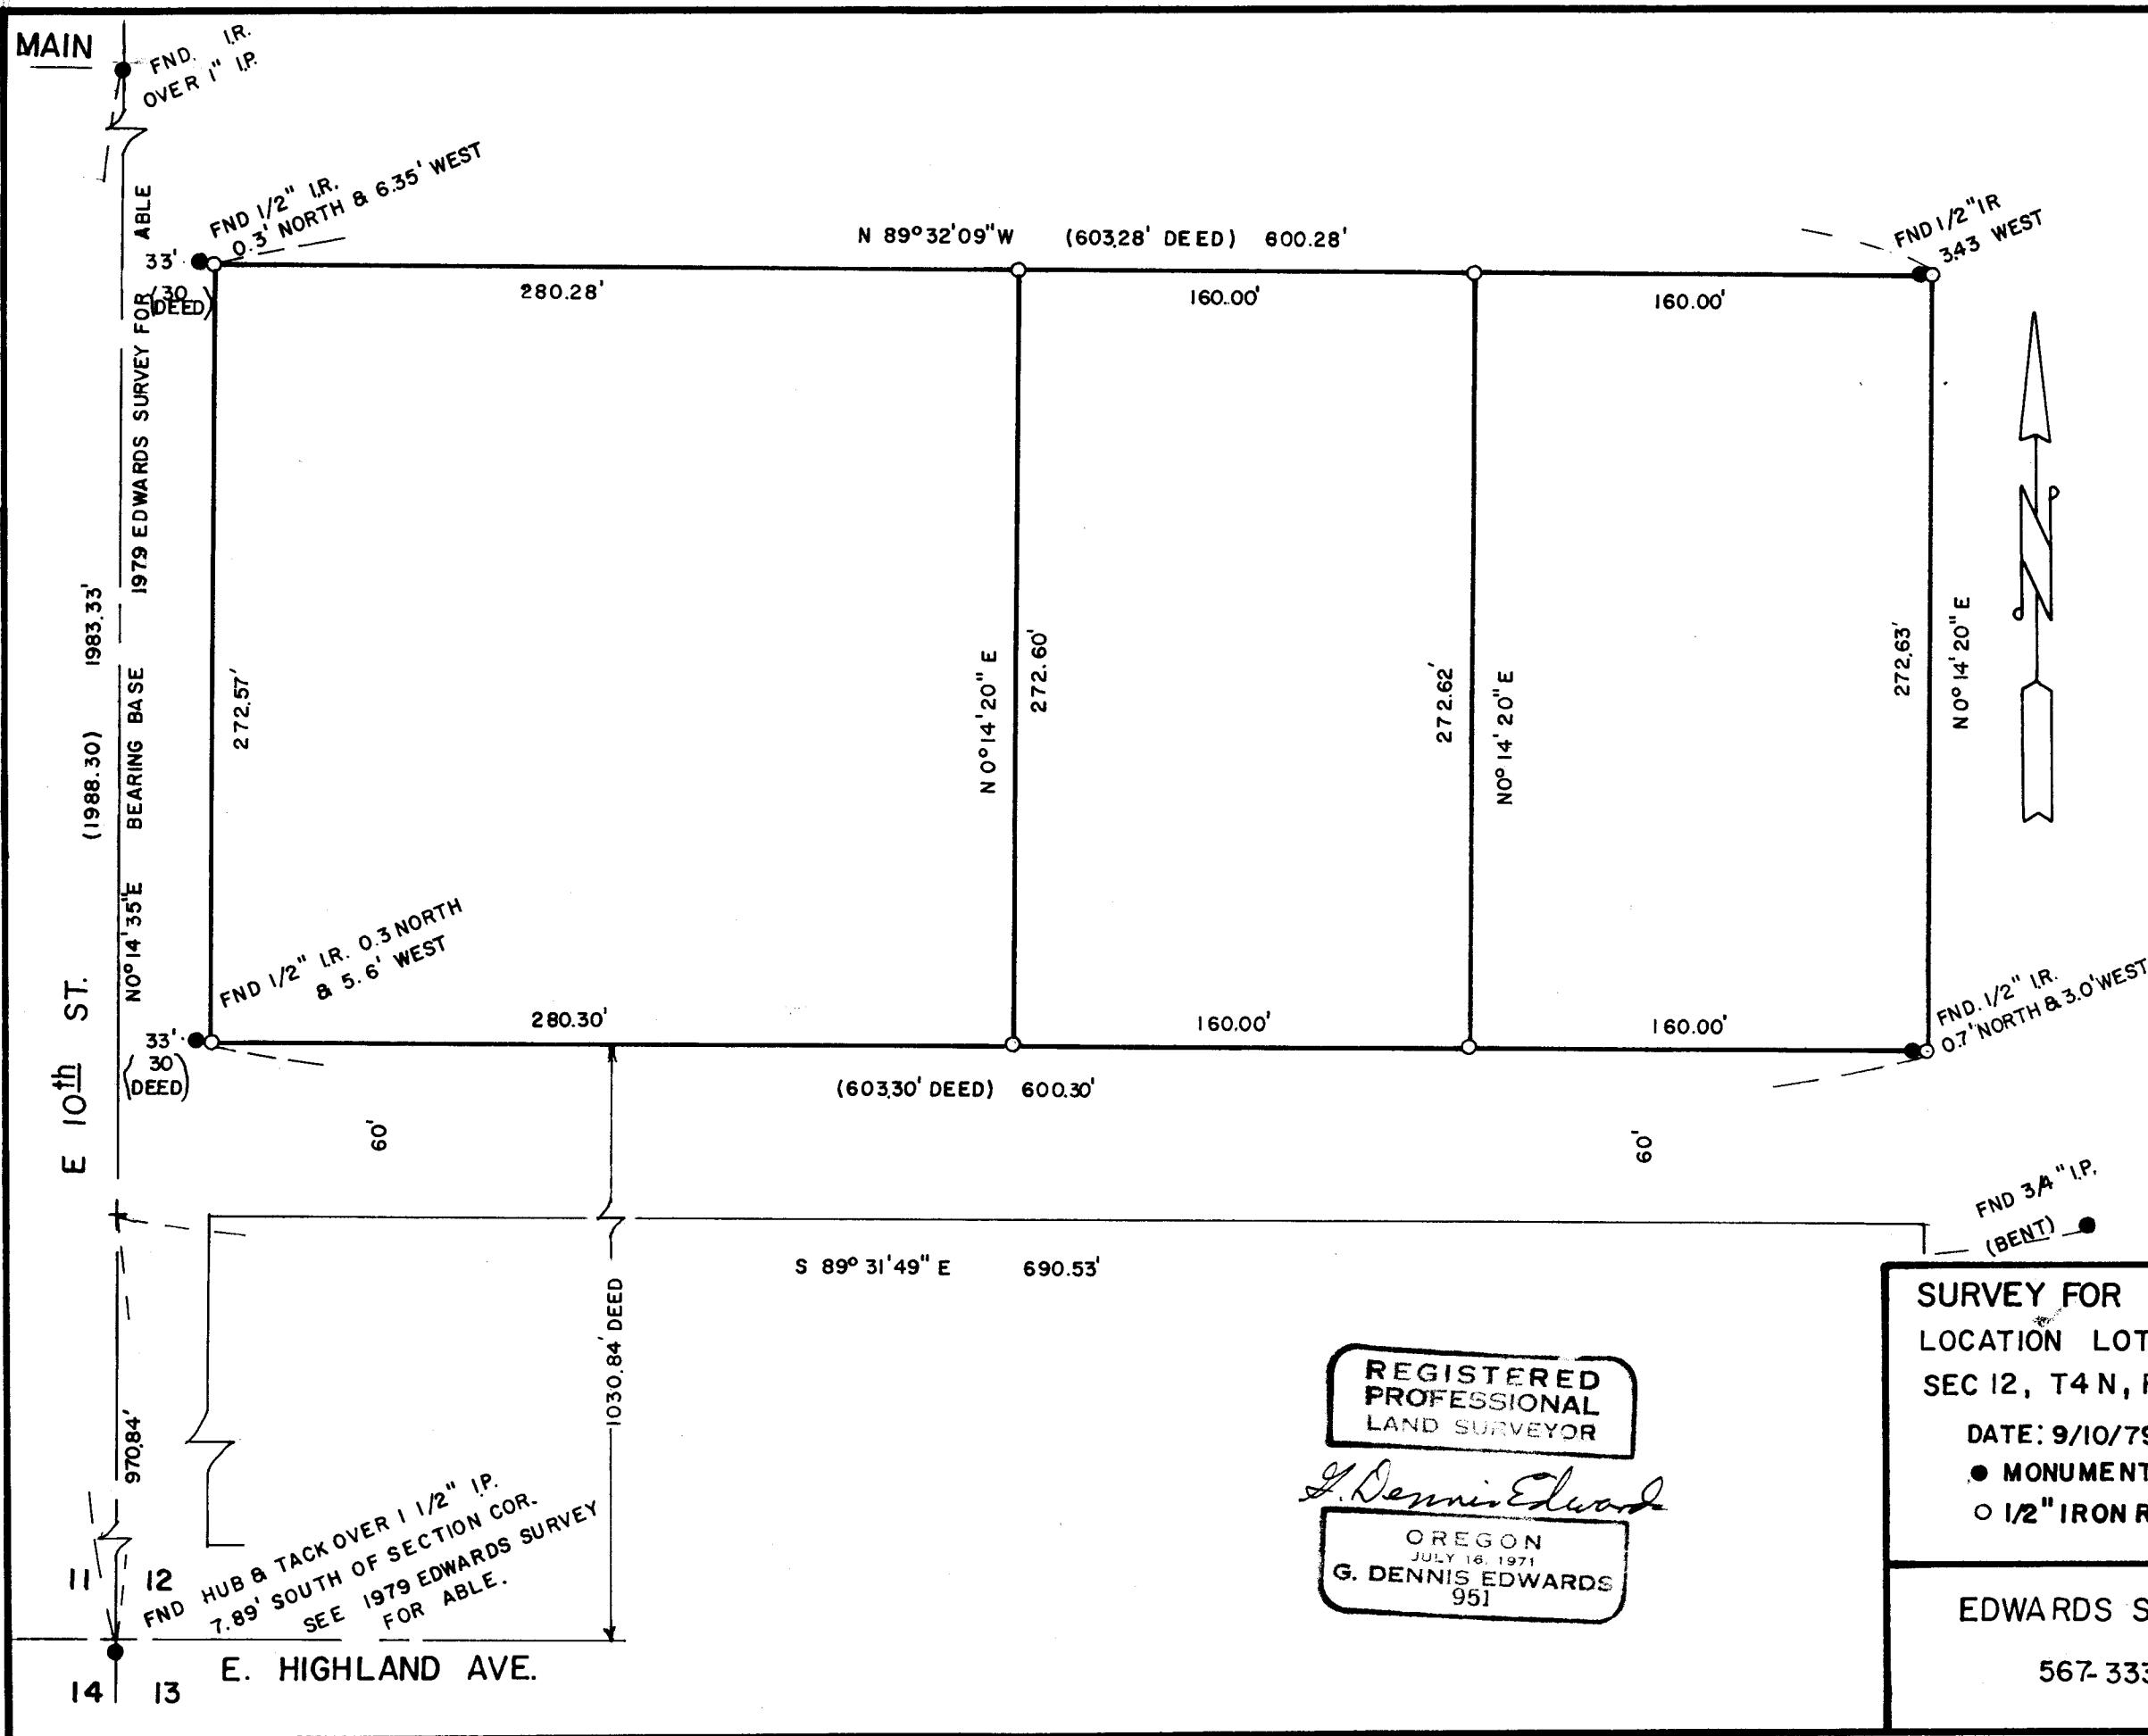 MAIN
FND. I.R.
OVER 1" I.P.
FND 1/2" I.R.
0.3' NORTH & 6.35' WEST
33'
(30
DEED)
N 89°32'09"W (603.28' DEED) 600.28'
FND 1/2" IR
3.43 WEST
280.28'
160.00'
160.00'
1979 EDWARDS SURVEY FOR ABLE
BEARING BASE
N0°14'35"E
(1988.30) 1983.33'
E 10th ST.
272.57'
N 0°14'20" E
272.60'
272.62'
N0°14'20" E
272.63'
N0°14'20" E
N
FND 1/2" I.R. 0.3 NORTH
& 5.6' WEST
33'
(30
DEED)
280.30'
160.00'
160.00'
FND. 1/2" I.R.
0.7' NORTH & 3.0' WEST
(603.30' DEED) 600.30'
60'
60'
FND 3/4" I.P.
(BENT)
S 89° 31'49" E 690.53'
1030.84' DEED
970.84'
FND HUB & TACK OVER 1 1/2" I.P.
7.89' SOUTH OF SECTION COR.
SEE 1979 EDWARDS SURVEY
FOR ABLE.
11 12
14 13
E. HIGHLAND AVE.
REGISTERED
PROFESSIONAL
LAND SURVEYOR
G. Dennis Edwards
OREGON
JULY 16, 1971
G. DENNIS EDWARDS
951
SURVEY FOR
LOCATION LOT
SEC 12, T4N,
DATE: 9/10/79
● MONUMENT
○ 1/2" IRON R
EDWARDS S
567-333